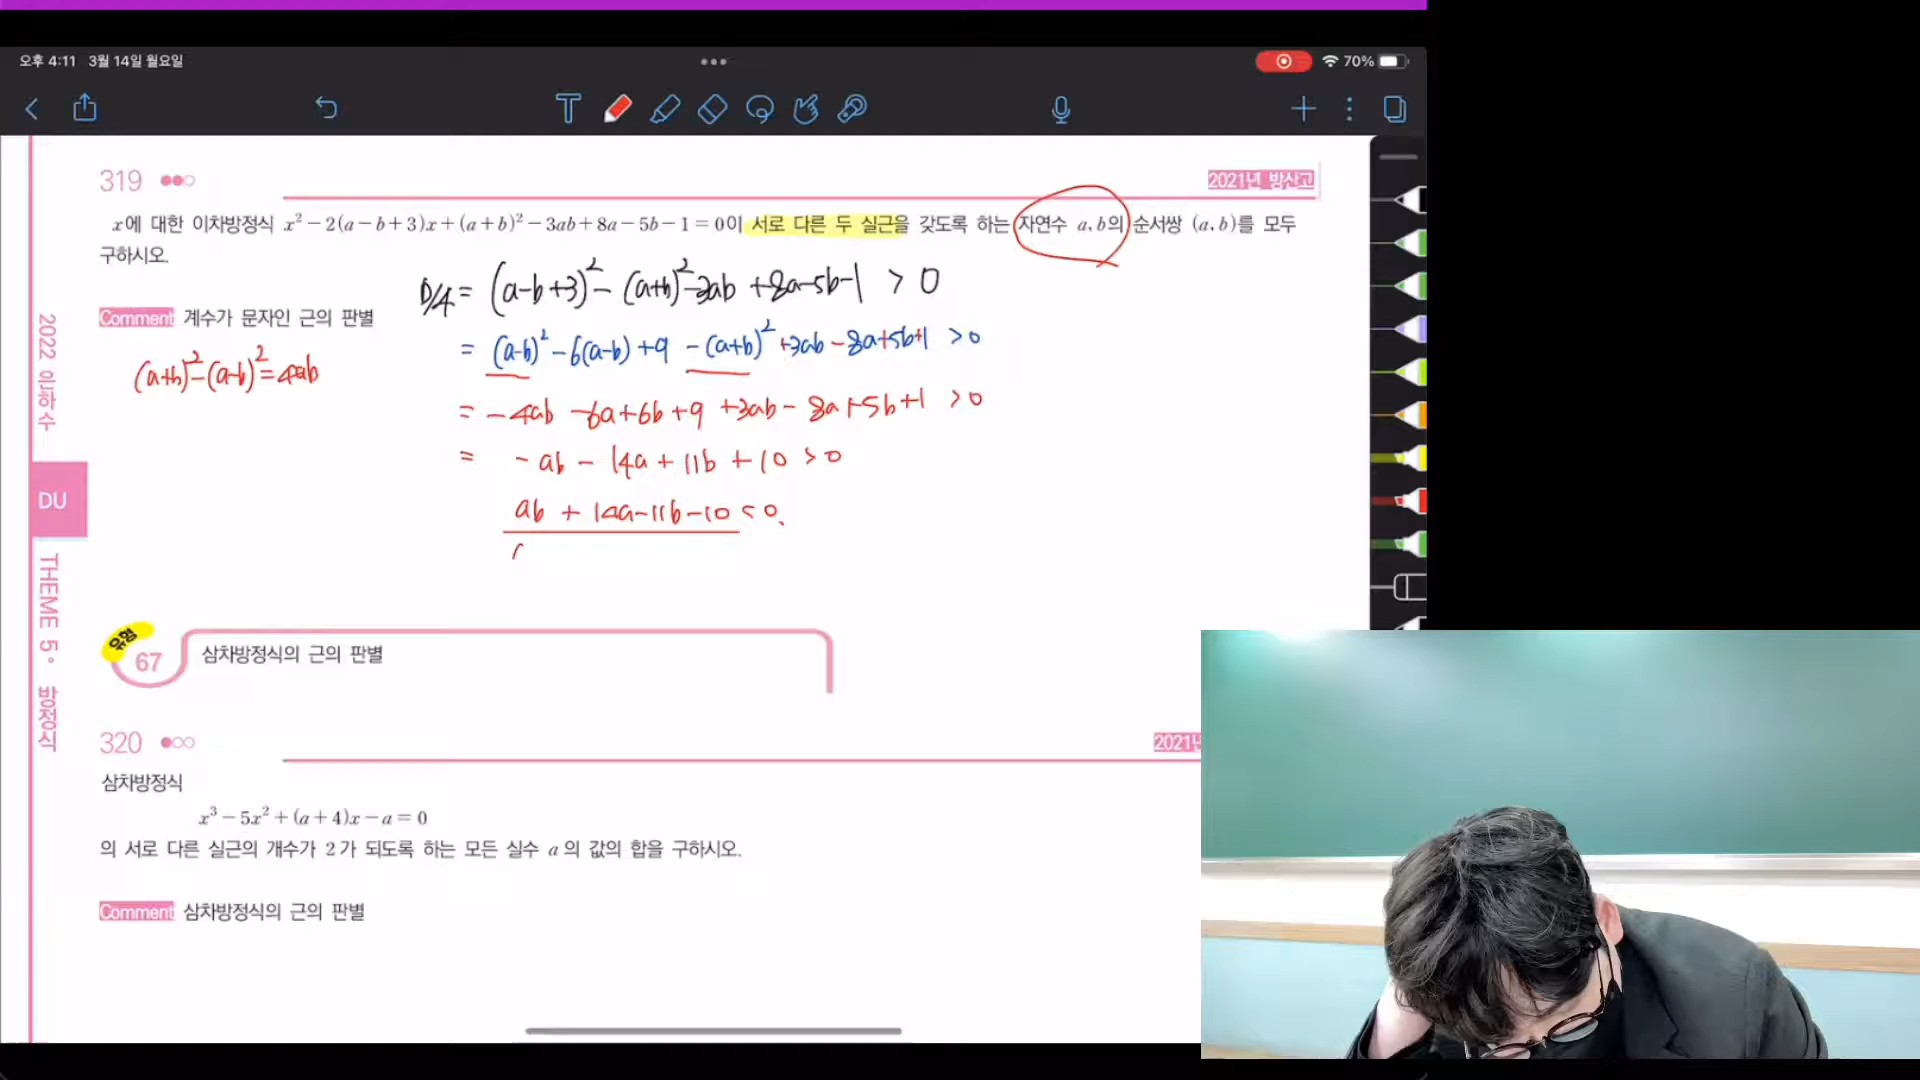 오후 4:11 3월 14일 월요일
70%
319
2021년 방산고
x에 대한 이차방정식 x² − 2(a − b + 3)x + (a + b)² − 3ab + 8a − 5b − 1 = 0이 서로 다른 두 실근을 갖도록 하는 자연수 a, b의 순서쌍 (a, b)를 모두
구하시오.
Comment 계수가 문자인 근의 판별
(a+b)²-(a-b)²=4ab
D/4 = (a-b+3)² - (a+b)²-3ab +8a-5b-1 > 0
= (a-b)² - 6(a-b) +9 - (a+b)² +3ab - 8a+5b+1 >0
= -4ab -6a+6b+9 +3ab - 8a+5b+1 >0
= -ab - 14a + 11b + 10 >0
ab + 14a-11b-10 <0.
(
2022 이하수
DU
THEME 5 • 방정식
유형
67
삼차방정식의 근의 판별
320
2021년
삼차방정식
x³ − 5x² + (a + 4)x − a = 0
의 서로 다른 실근의 개수가 2가 되도록 하는 모든 실수 a의 값의 합을 구하시오.
Comment 삼차방정식의 근의 판별